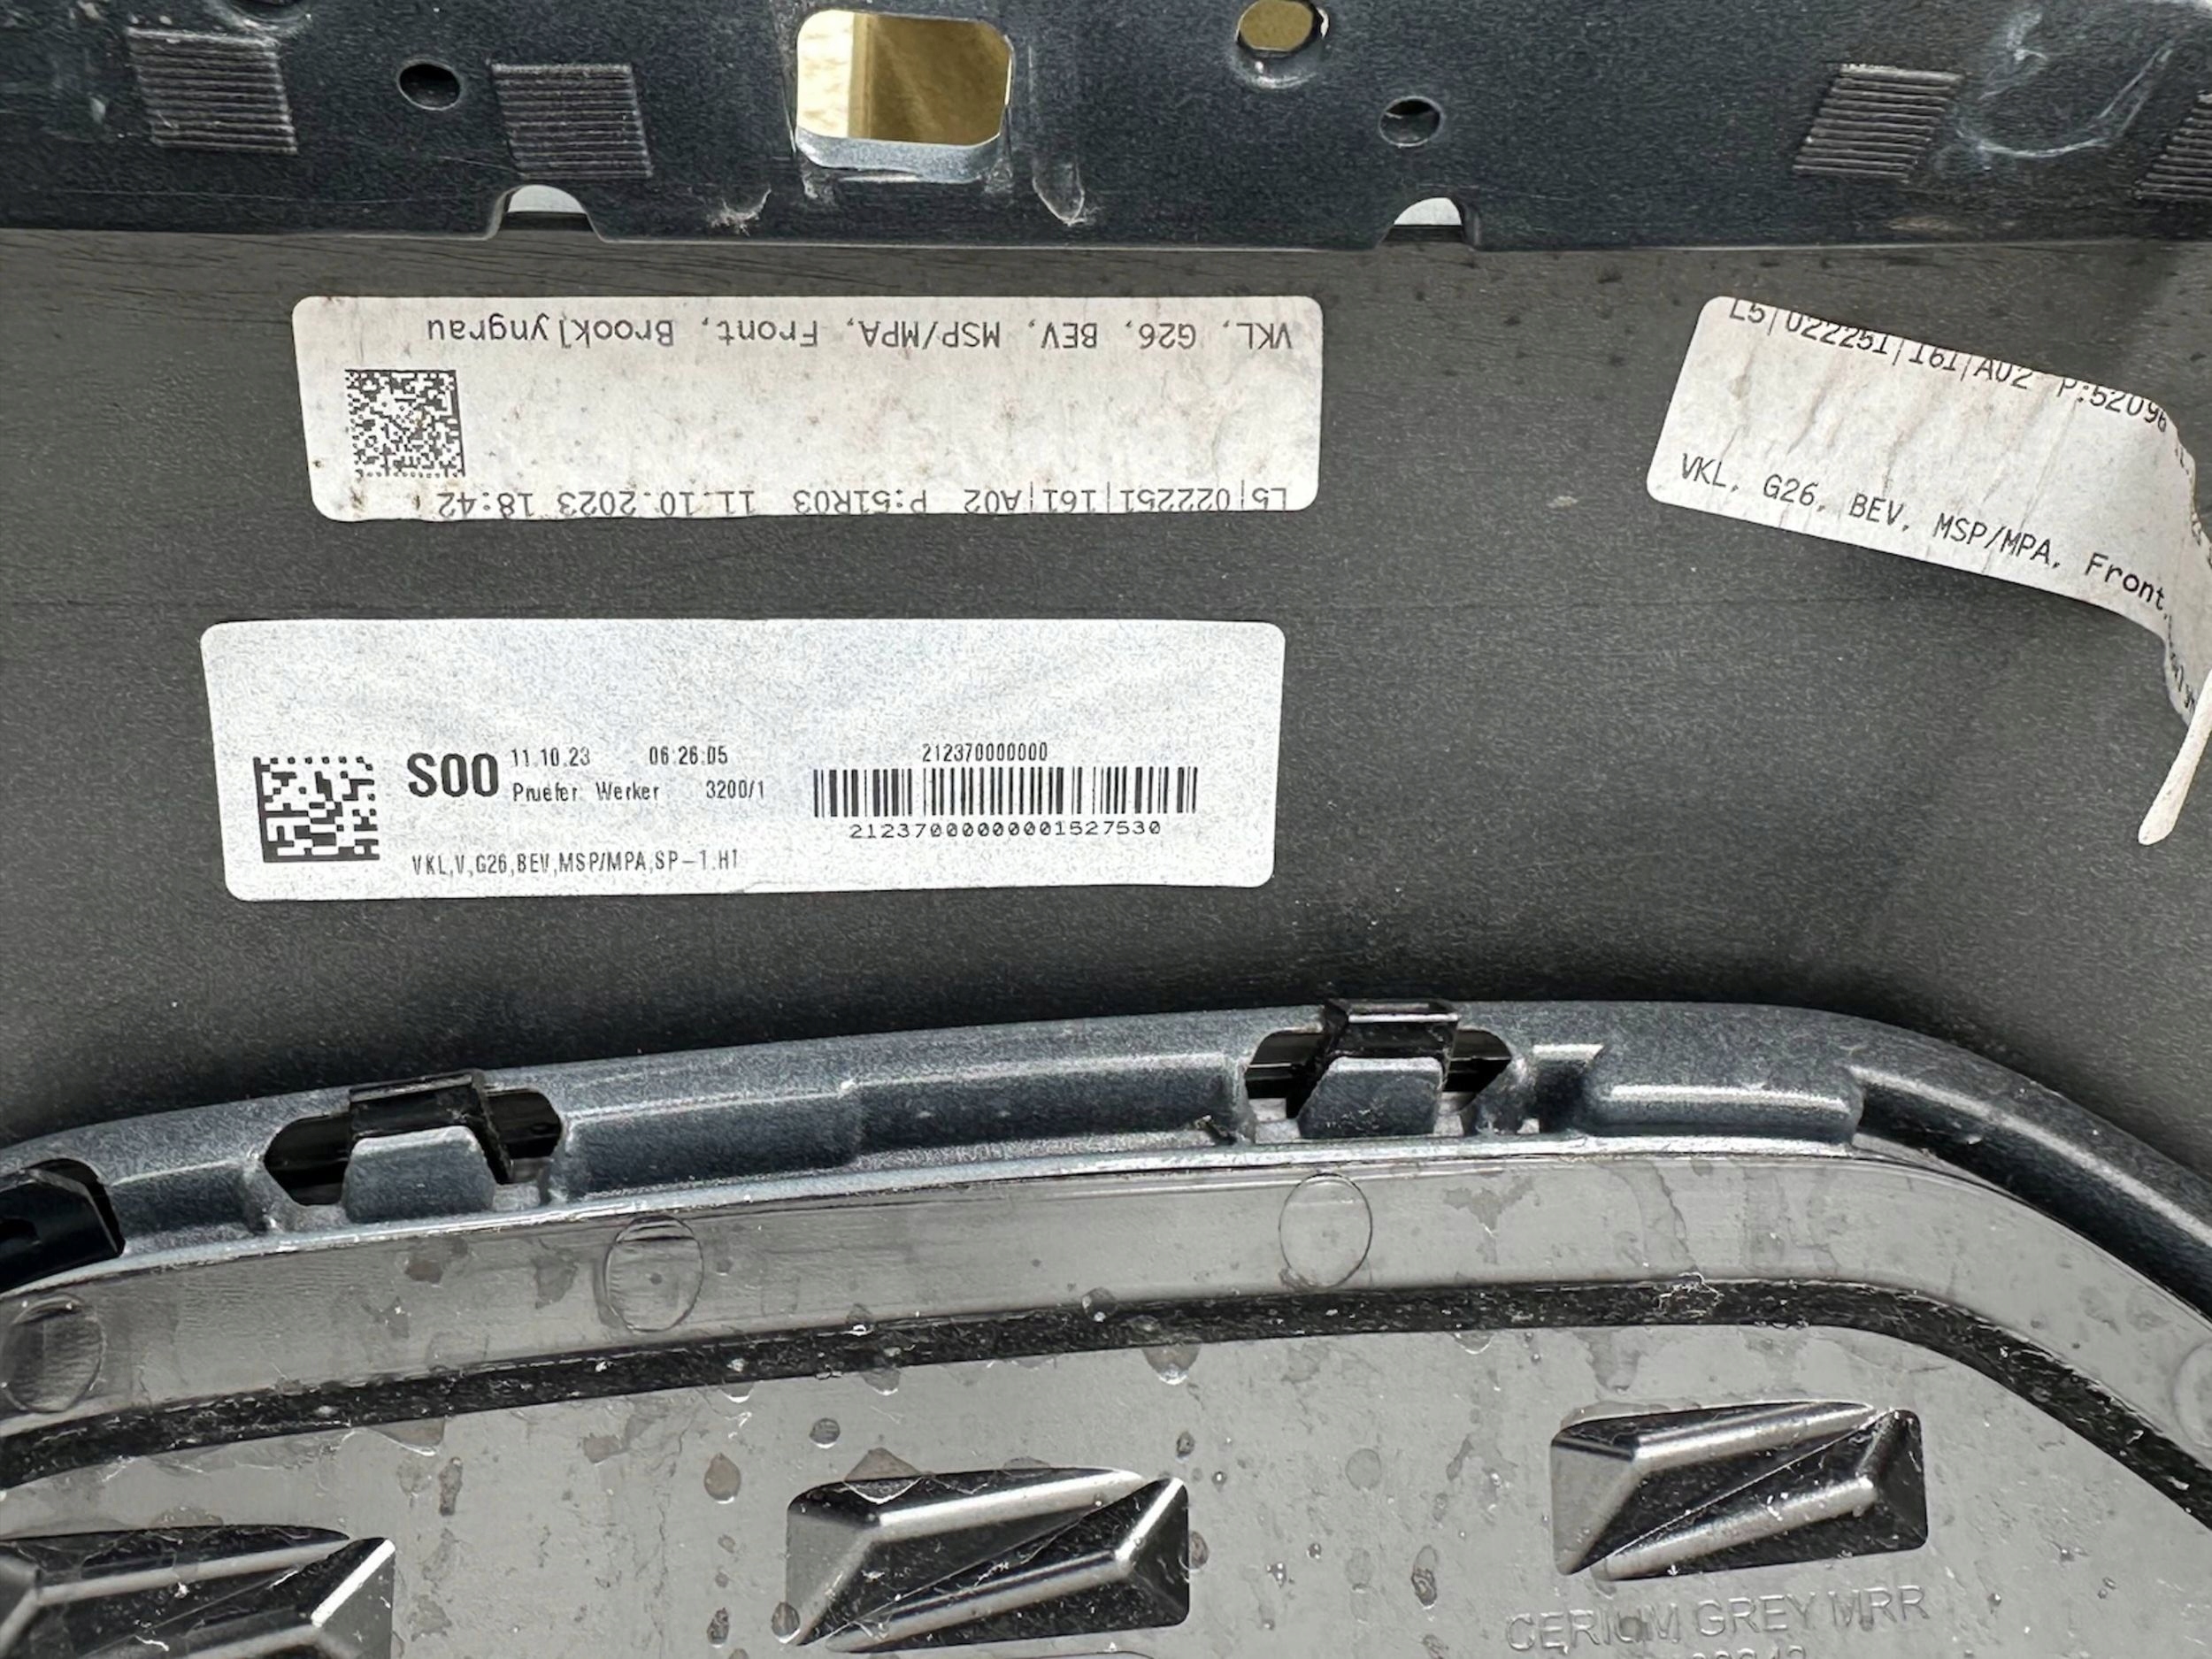 VKL, G26, BEV, MSP/MPA, Front, Brooklyngrau
L5|022251|161|A02 P:51R03 11.10.2023 18:42
L5|022251|161|A02 P:52096
VKL, G26, BEV, MSP/MPA, Front,
S00 11.10.23 06:26:05
Pruefer Werker 3200/1
212370000000
21237000000001527530
VKL,V,G26,BEV,MSP/MPA,SP-1.HT
CERIUM GREY MRR